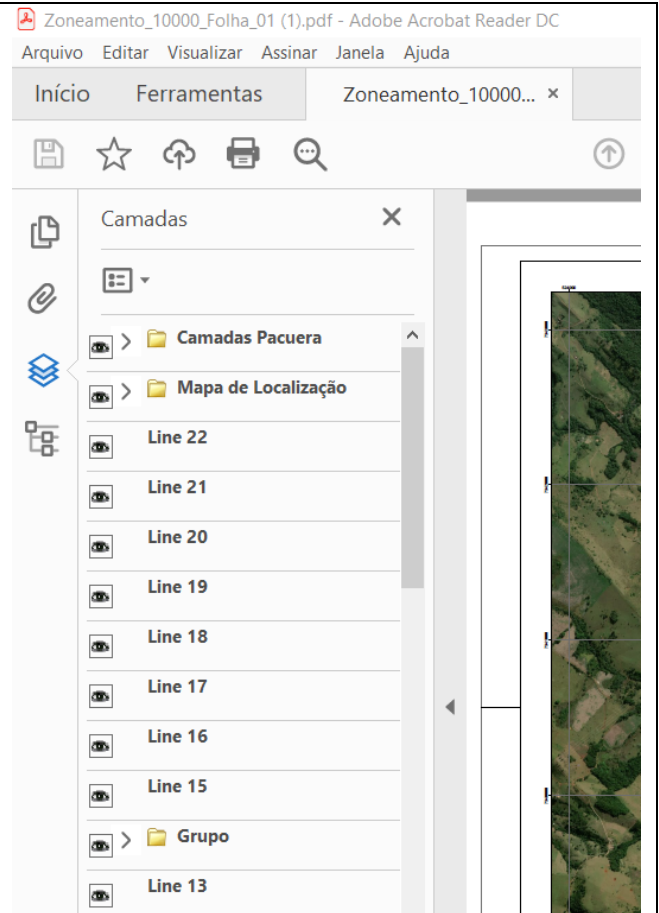 Zoneamento_10000_Folha_01 (1).pdf - Adobe Acrobat Reader DC
Arquivo Editar Visualizar Assinar Janela Ajuda
Início Ferramentas Zoneamento_10000... ×
Camadas
Camadas Pacuera
Mapa de Localização
Line 22
Line 21
Line 20
Line 19
Line 18
Line 17
Line 16
Line 15
Grupo
Line 13